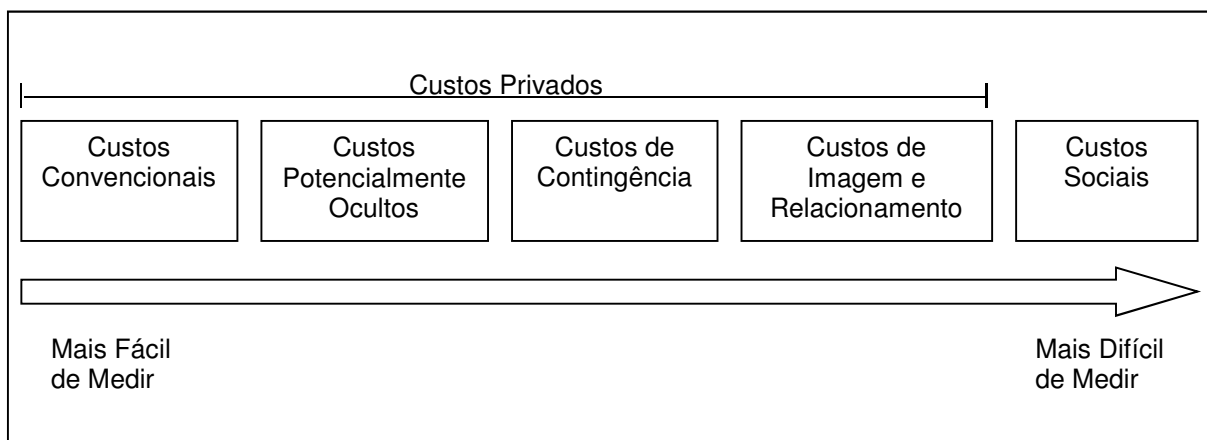 Custos Privados
Custos
Convencionais
Custos
Potencialmente
Ocultos
Custos de
Contingência
Custos de
Imagem e
Relacionamento
Custos
Sociais
Mais Fácil
de Medir
Mais Difícil
de Medir